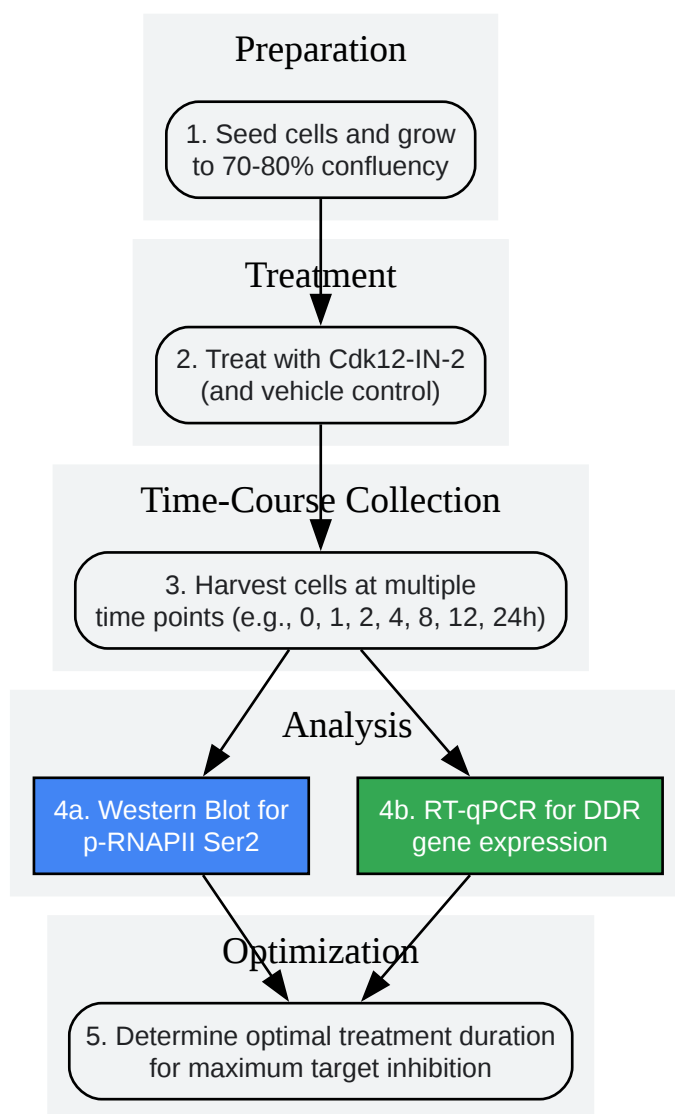 Preparation
1. Seed cells and grow
to 70-80% confluency
Treatment
2. Treat with Cdk12-IN-2
(and vehicle control)
Time-Course Collection
3. Harvest cells at multiple
time points (e.g., 0, 1, 2, 4, 8, 12, 24h)
Analysis
4a. Western Blot for
p-RNAPII Ser2
4b. RT-qPCR for DDR
gene expression
Optimization
5. Determine optimal treatment duration
for maximum target inhibition